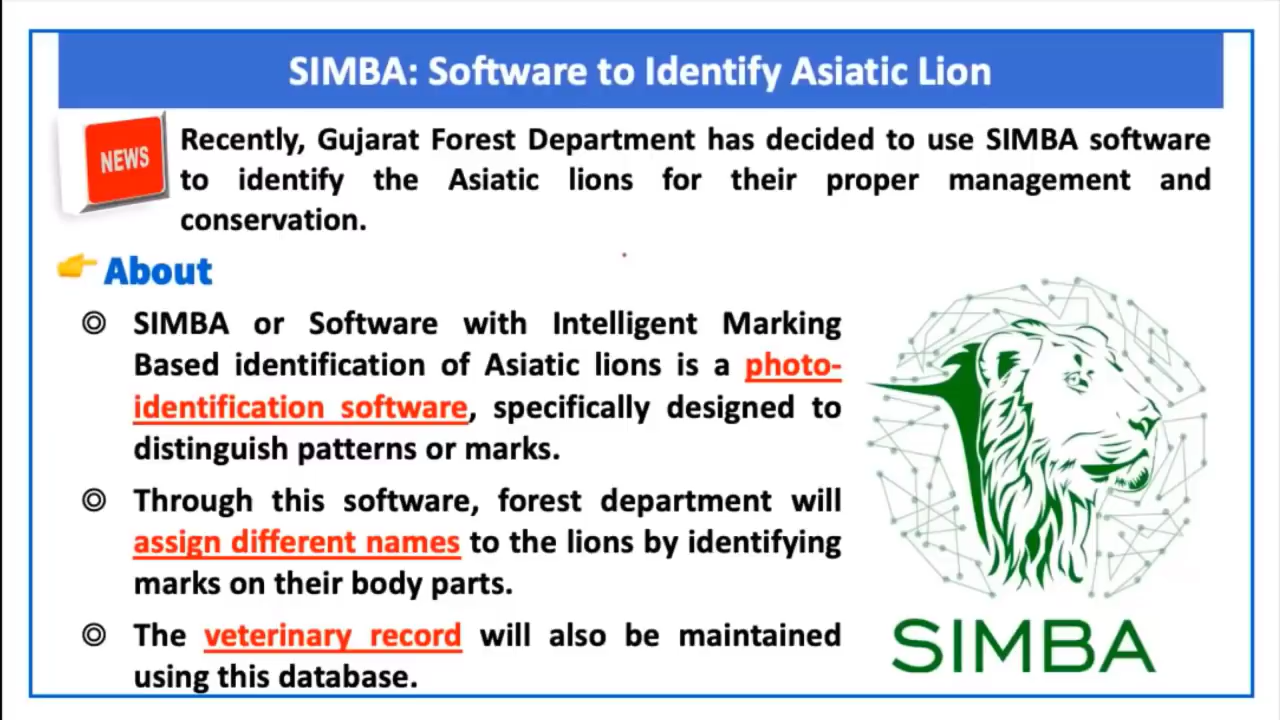 SIMBA: Software to Identify Asiatic Lion
NEWS
Recently, Gujarat Forest Department has decided to use SIMBA software
to identify the Asiatic lions for their proper management and
conservation.
About
SIMBA or Software with Intelligent Marking
Based identification of Asiatic lions is a photo-
identification software, specifically designed to
distinguish patterns or marks.
Through this software, forest department will
assign different names to the lions by identifying
marks on their body parts.
The veterinary record will also be maintained
using this database.
SIMBA